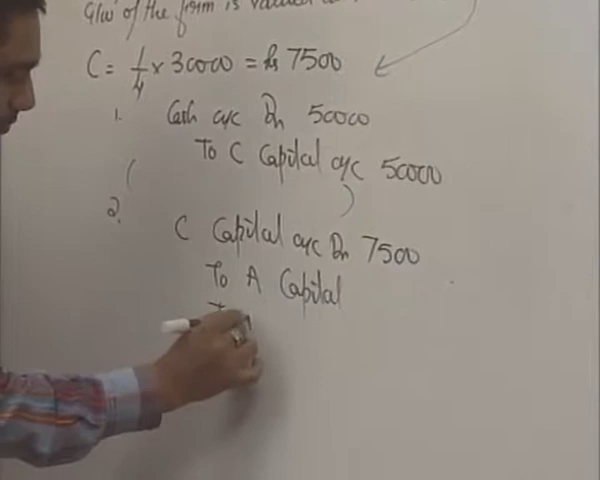 G/w of the firm is valued
C = 1/4 x 30000 = Rs 7500
1. Cash a/c Dr 50000
To C Capital a/c 50000
( )
2. C Capital a/c Dr 7500
To A Capital
T